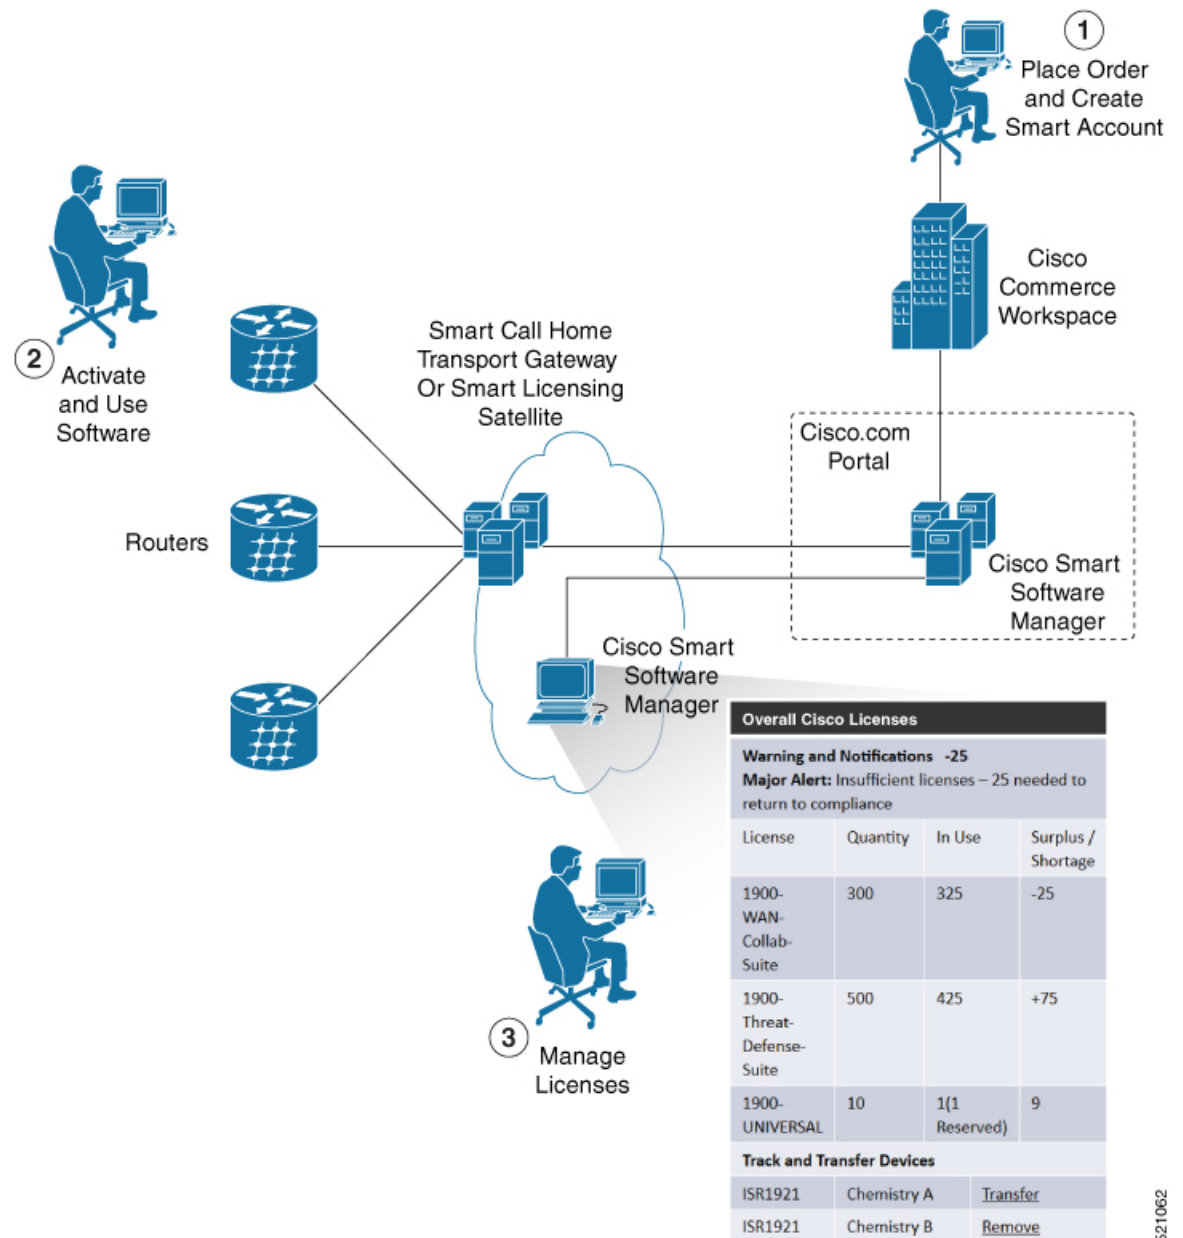 1
Place Order
and Create
Smart Account
Cisco
Commerce
Workspace
2
Activate
and Use
Software
Smart Call Home
Transport Gateway
Or Smart Licensing
Satellite
Cisco.com
Portal
Routers
Cisco Smart
Software
Manager
Cisco Smart
Software
Manager
3
Manage
Licenses
Overall Cisco Licenses
Warning and Notifications -25
Major Alert: Insufficient licenses – 25 needed to
return to compliance
License Quantity In Use Surplus /
Shortage
1900- 300 325 -25
WAN-
Collab-
Suite
1900- 500 425 +75
Threat-
Defense-
Suite
1900- 10 1(1 9
UNIVERSAL Reserved)
Track and Transfer Devices
ISR1921 Chemistry A Transfer
ISR1921 Chemistry B Remove
521062